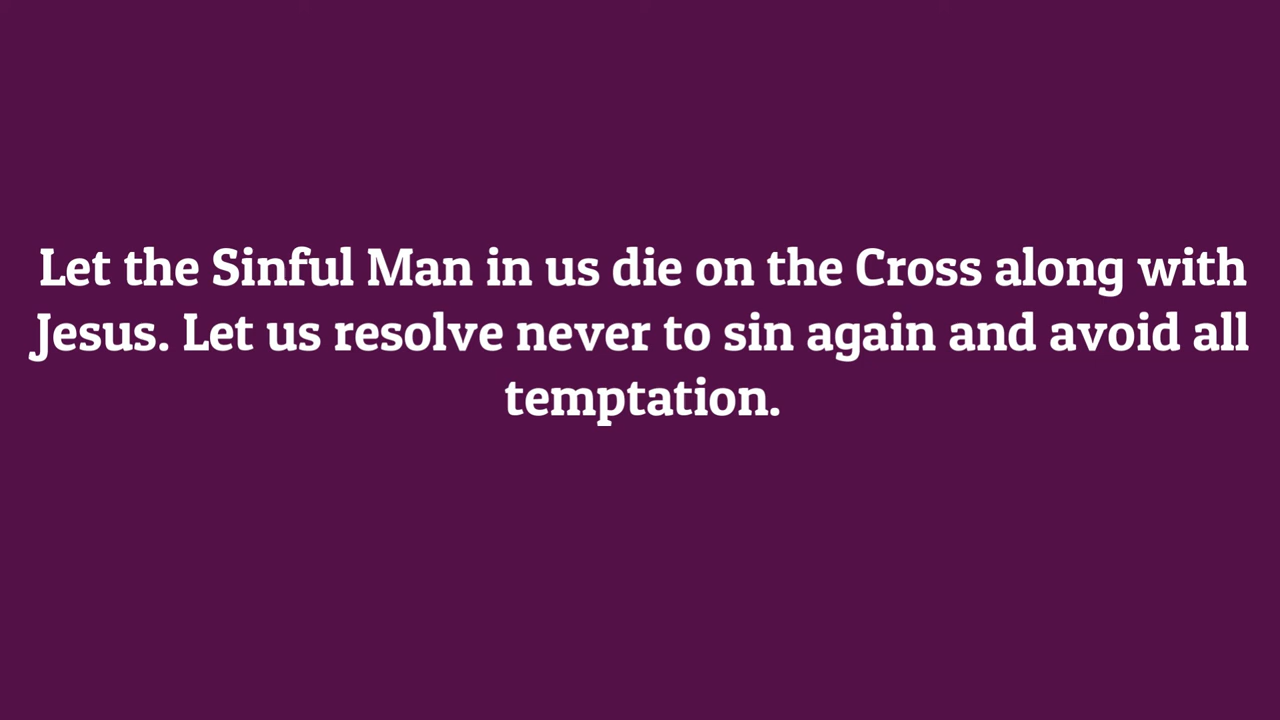 Let the Sinful Man in us die on the Cross along with
Jesus. Let us resolve never to sin again and avoid all
temptation.